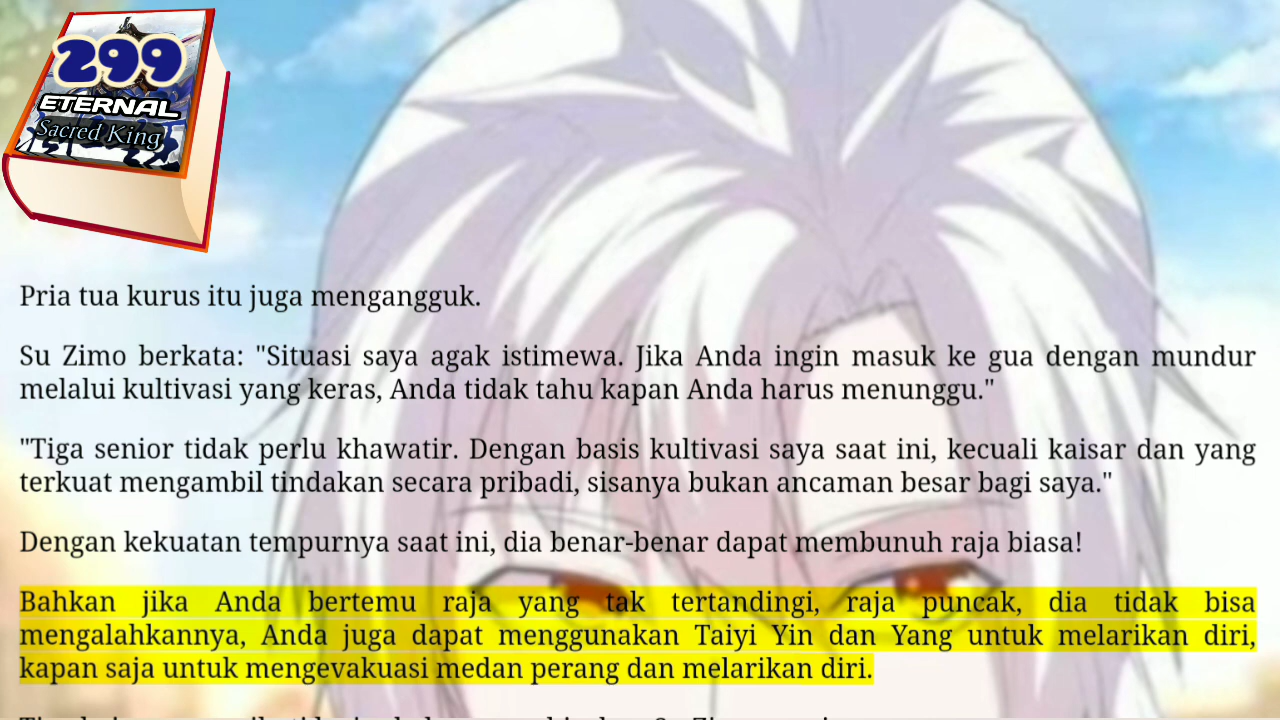 299
ETERNAL
Sacred King
Pria tua kurus itu juga mengangguk.
Su Zimo berkata: "Situasi saya agak istimewa. Jika Anda ingin masuk ke gua dengan mundur
melalui kultivasi yang keras, Anda tidak tahu kapan Anda harus menunggu."
"Tiga senior tidak perlu khawatir. Dengan basis kultivasi saya saat ini, kecuali kaisar dan yang
terkuat mengambil tindakan secara pribadi, sisanya bukan ancaman besar bagi saya."
Dengan kekuatan tempurnya saat ini, dia benar-benar dapat membunuh raja biasa!
Bahkan jika Anda bertemu raja yang tak tertandingi, raja puncak, dia tidak bisa
mengalahkannya, Anda juga dapat menggunakan Taiyi Yin dan Yang untuk melarikan diri,
kapan saja untuk mengevakuasi medan perang dan melarikan diri.